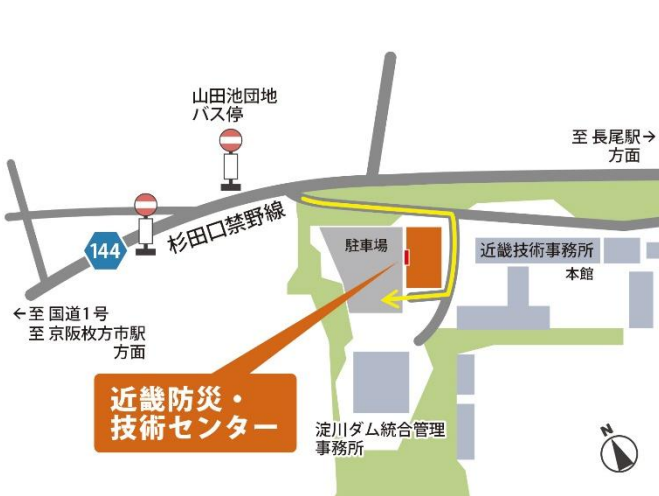 山田池団地
バス停
至 長尾駅→
方面
杉田口禁野線
144
駐車場
近畿技術事務所
本館
←至 国道1号
至 京阪枚方市駅
方面
近畿防災・
技術センター
淀川ダム統合管理
事務所
N